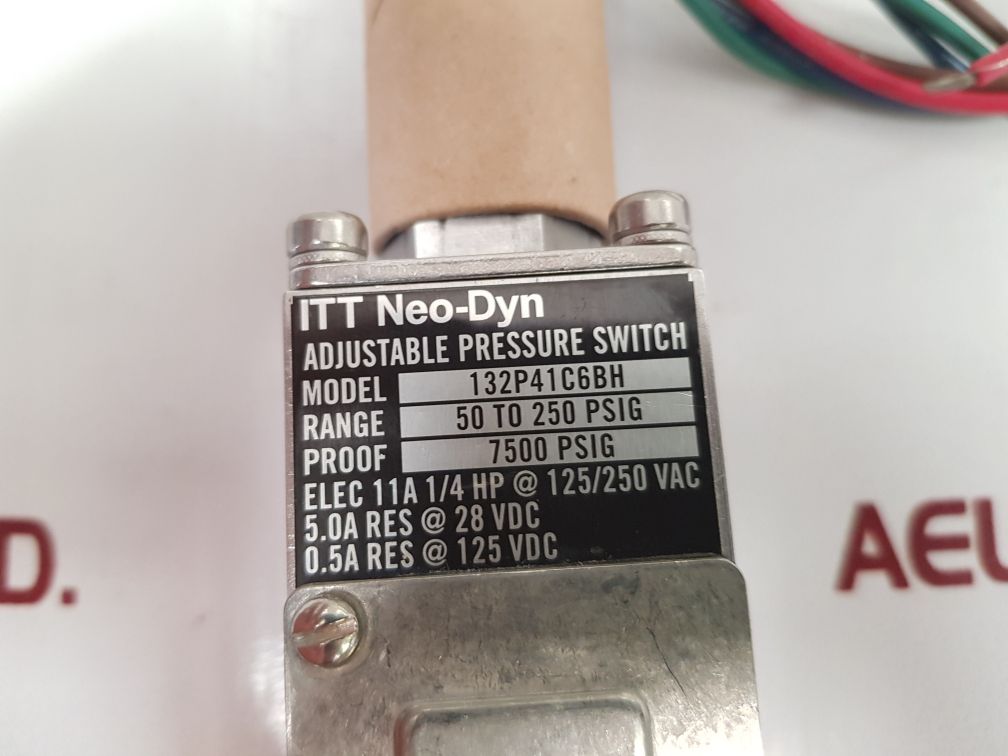 ITT Neo-Dyn
ADJUSTABLE PRESSURE SWITCH
MODEL 132P41C6BH
RANGE 50 TO 250 PSIG
PROOF 7500 PSIG
ELEC 11A 1/4 HP @ 125/250 VAC
5.0A RES @ 28 VDC
0.5A RES @ 125 VDC
D. AEU